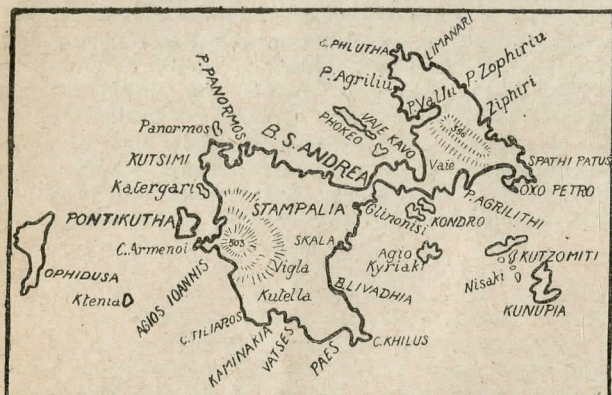 C. PHLUTHA
LIMANARI
P. Agriliu
P. Zophiriu
P. Vathi
Ziphiri
P. PANORMOS
VAIE KAVO
PHOKEO
Panormos
B. S. ANDREA
Vaie
SPATHI PATUS
KUTSIMI
OXO PETRO
Katergari
STAMPALIA
Glinonisi
P. AGRILITHI
KONDRO
PONTIKUTHA
C. Armenoi
503
SKALA
Agio
Kyriaki
KUTZOMITI
Vigla
Nisaki
OPHIDUSA
AGIOS IOANNIS
Kutella
B. LIVADHIA
KUNUPIA
Ktenia
C. TILIAROS
KAMINAKIA
VATSES
PAES
C. KHILUS